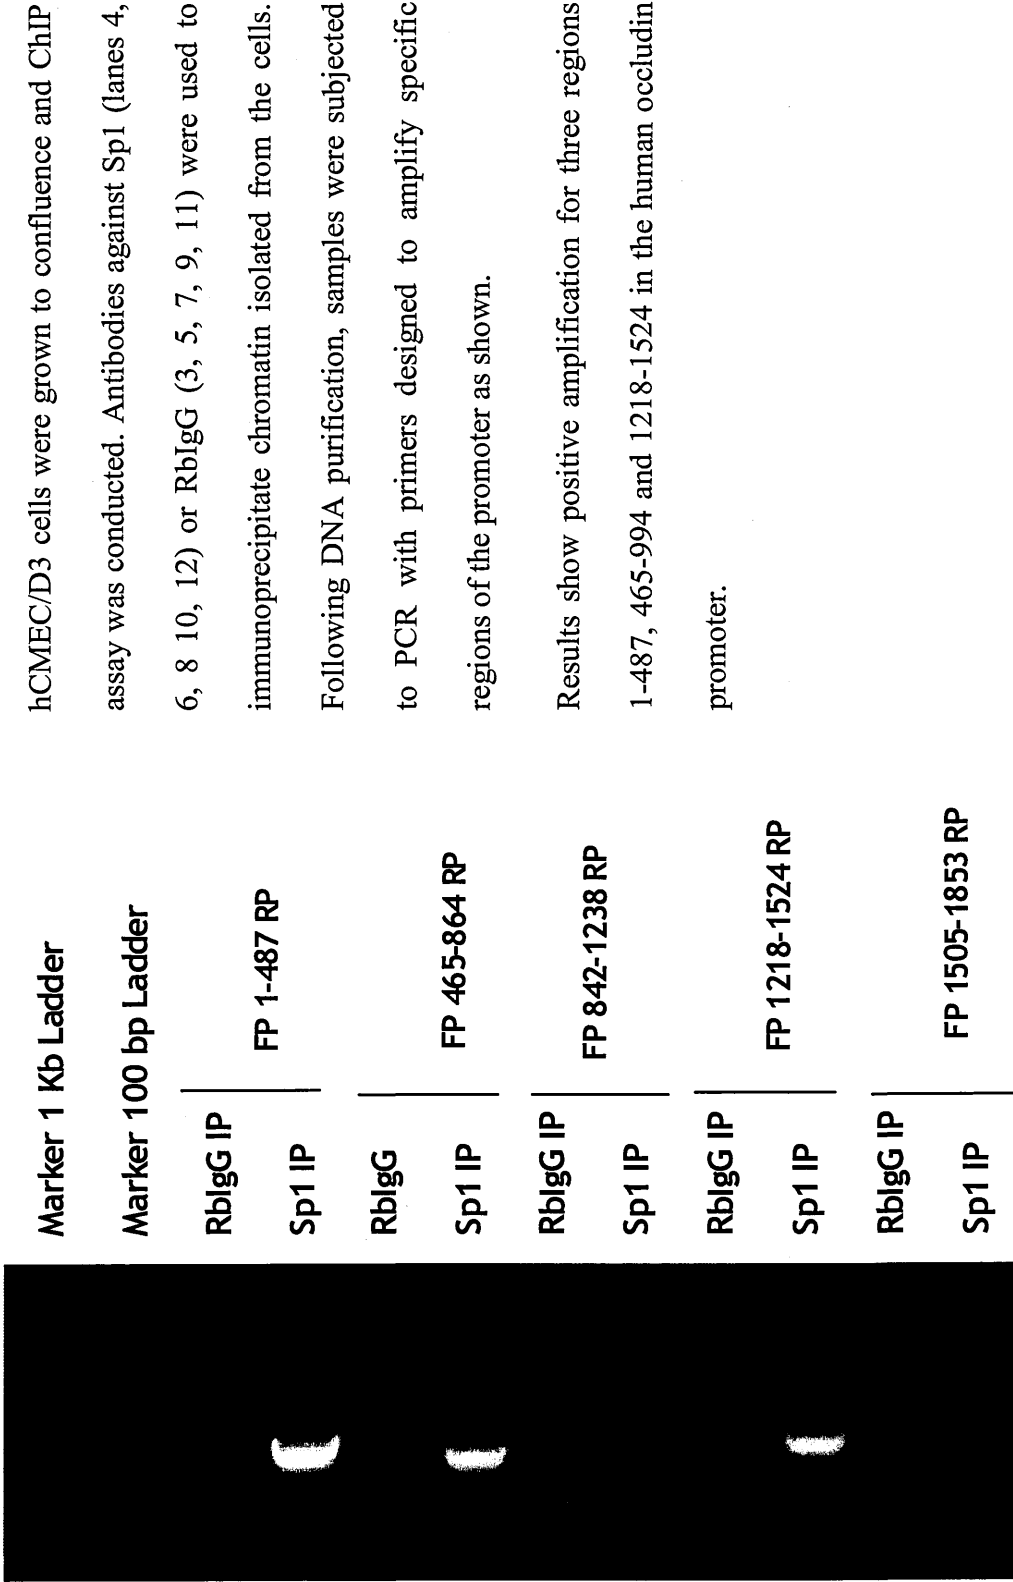 Marker 1 Kb Ladder
Marker 100 bp Ladder
RbIgG IP
Sp1 IP
FP 1-487 RP
RbIgG
Sp1 IP
FP 465-864 RP
RbIgG IP
Sp1 IP
FP 842-1238 RP
RbIgG IP
Sp1 IP
FP 1218-1524 RP
RbIgG IP
Sp1 IP
FP 1505-1853 RP
hCMEC/D3 cells were grown to confluence and ChIP
assay was conducted. Antibodies against Sp1 (lanes 4,
6, 8 10, 12) or RbIgG (3, 5, 7, 9, 11) were used to
immunoprecipitate chromatin isolated from the cells.
Following DNA purification, samples were subjected
to PCR with primers designed to amplify specific
regions of the promoter as shown.
Results show positive amplification for three regions
1-487, 465-994 and 1218-1524 in the human occludin
promoter.